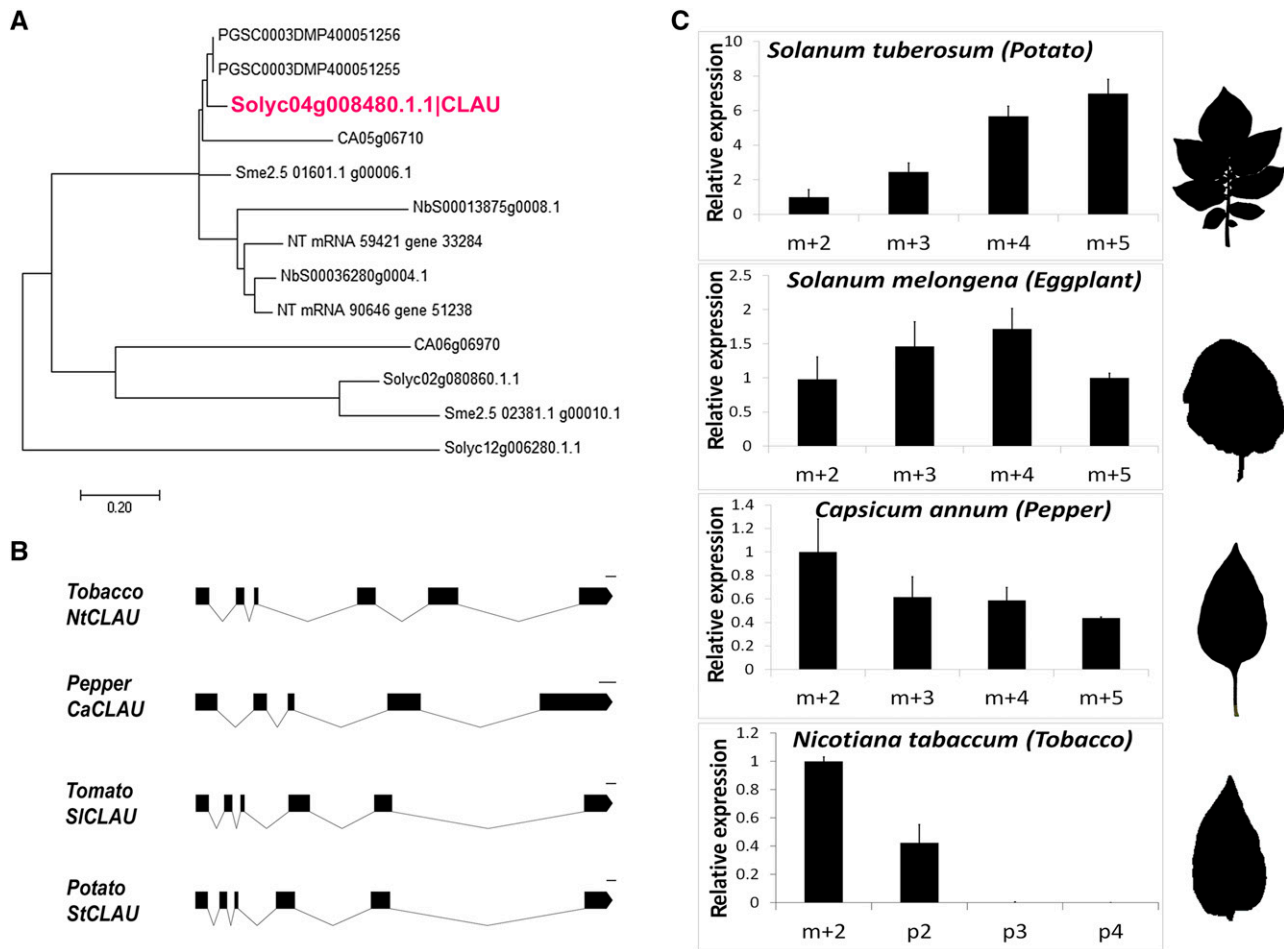 A
PGSC0003DMP400051256
PGSC0003DMP400051255
Solyc04g008480.1.1|CLAU
CA05g06710
Sme2.5 01601.1 g00006.1
NbS00013875g0008.1
NT mRNA 59421 gene 33284
NbS00036280g0004.1
NT mRNA 90646 gene 51238
CA06g06970
Solyc02g080860.1.1
Sme2.5 02381.1 g00010.1
Solyc12g006280.1.1
0.20
B
Tobacco
NtCLAU
Pepper
CaCLAU
Tomato
SlCLAU
Potato
StCLAU
C
Solanum tuberosum (Potato)
Relative expression
10
8
6
4
2
0
m+2 m+3 m+4 m+5
Solanum melongena (Eggplant)
Relative expression
2.5
2
1.5
1
0.5
0
m+2 m+3 m+4 m+5
Capsicum annum (Pepper)
Relative expression
1.4
1.2
1
0.8
0.6
0.4
0.2
0
m+2 m+3 m+4 m+5
Nicotiana tabaccum (Tobacco)
Relative expression
1.2
1
0.8
0.6
0.4
0.2
0
m+2 p2 p3 p4